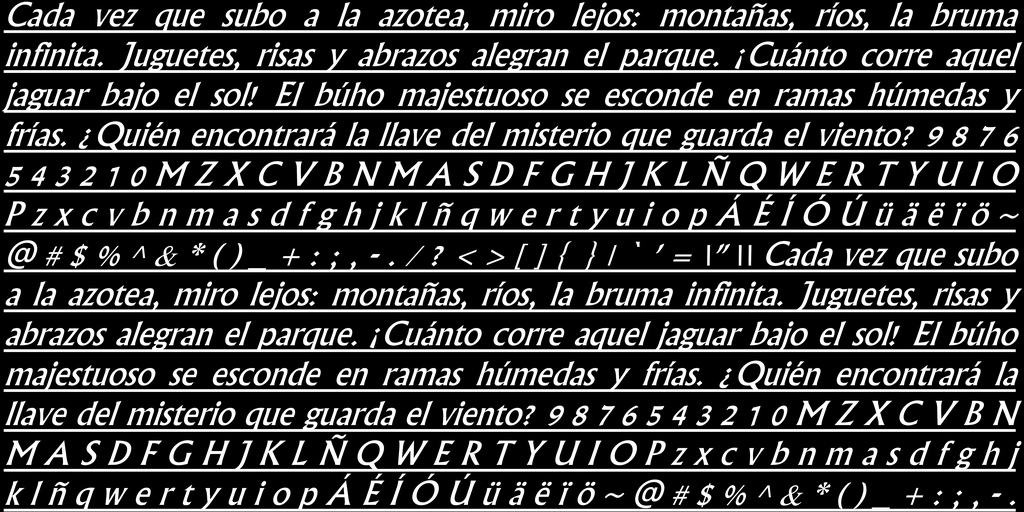 Cada vez que subo a la azotea, miro lejos: montañas, ríos, la bruma
infinita. Juguetes, risas y abrazos alegran el parque. ¡Cuánto corre aquel
jaguar bajo el sol! El búho majestuoso se esconde en ramas húmedas y
frías. ¿Quién encontrará la llave del misterio que guarda el viento? 9 8 7 6
5 4 3 2 1 0 M Z X C V B N M A S D F G H J K L Ñ Q W E R T Y U I O
P z x c v b n m a s d f g h j k l ñ q w e r t y u i o p Á É Í Ó Ú ü ä ë ï ö ~
@ # $ % ^ & * ( ) _ + : ; , - . / ? < > [ ] { } / ` ' = \" \\ Cada vez que subo
a la azotea, miro lejos: montañas, ríos, la bruma infinita. Juguetes, risas y
abrazos alegran el parque. ¡Cuánto corre aquel jaguar bajo el sol! El búho
majestuoso se esconde en ramas húmedas y frías. ¿Quién encontrará la
llave del misterio que guarda el viento? 9 8 7 6 5 4 3 2 1 0 M Z X C V B N
M A S D F G H J K L Ñ Q W E R T Y U I O P z x c v b n m a s d f g h j
k l ñ q w e r t y u i o p Á É Í Ó Ú ü ä ë ï ö ~ @ # $ % ^ & * ( ) _ + : ; , - .